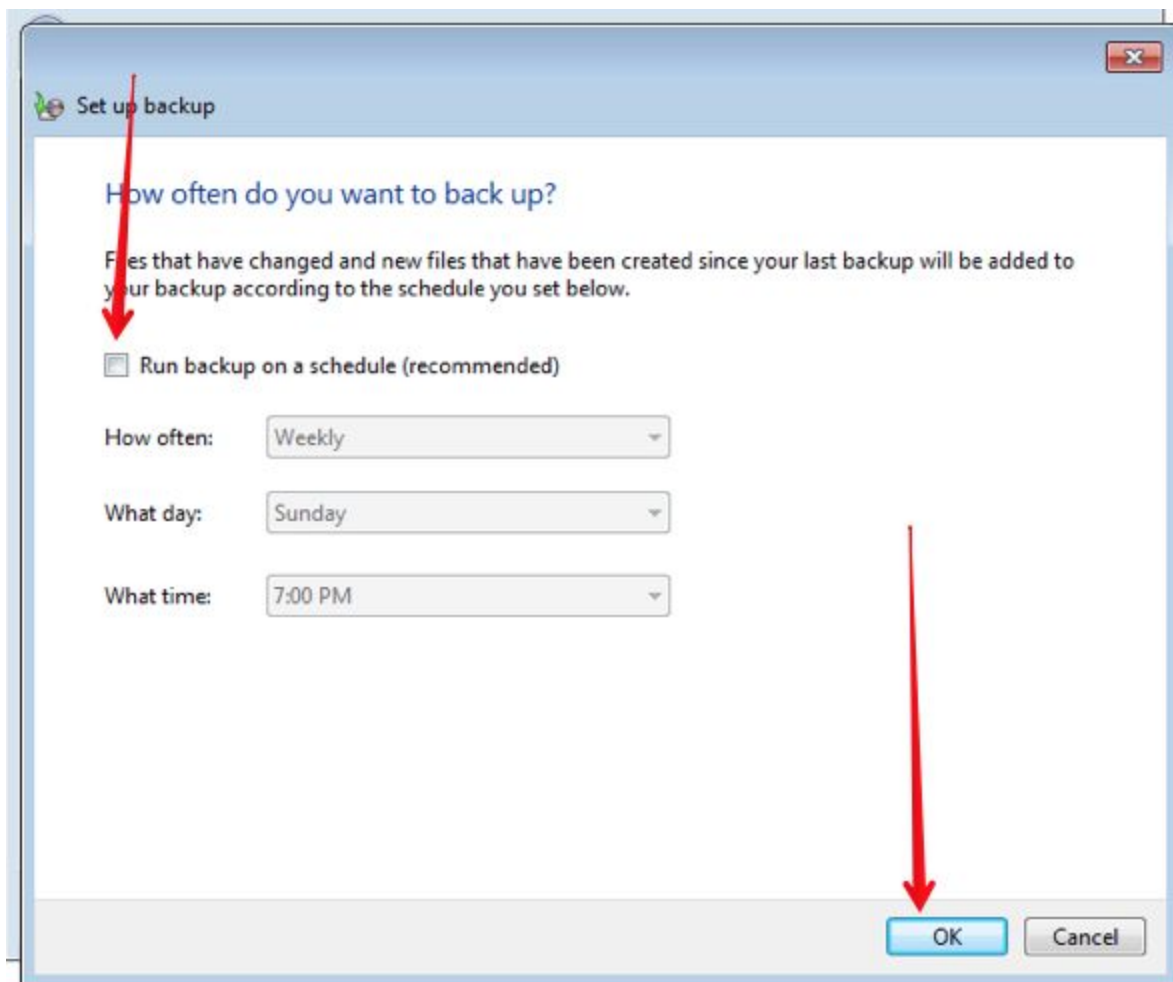 Set up backup
How often do you want to back up?
Files that have changed and new files that have been created since your last backup will be added to
your backup according to the schedule you set below.
Run backup on a schedule (recommended)
How often: Weekly
What day: Sunday
What time: 7:00 PM
OK Cancel